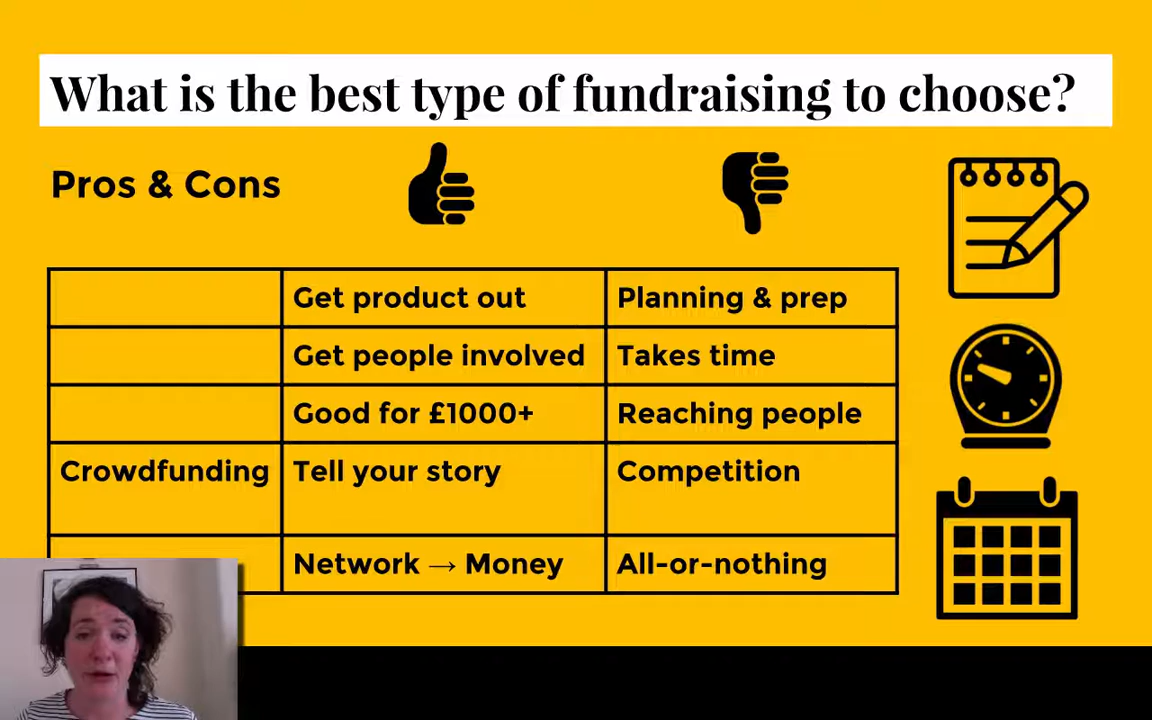 What is the best type of fundraising to choose?
Pros & Cons
Get product out Planning & prep
Get people involved Takes time
Good for £1000+ Reaching people
Crowdfunding Tell your story Competition
Network → Money All-or-nothing